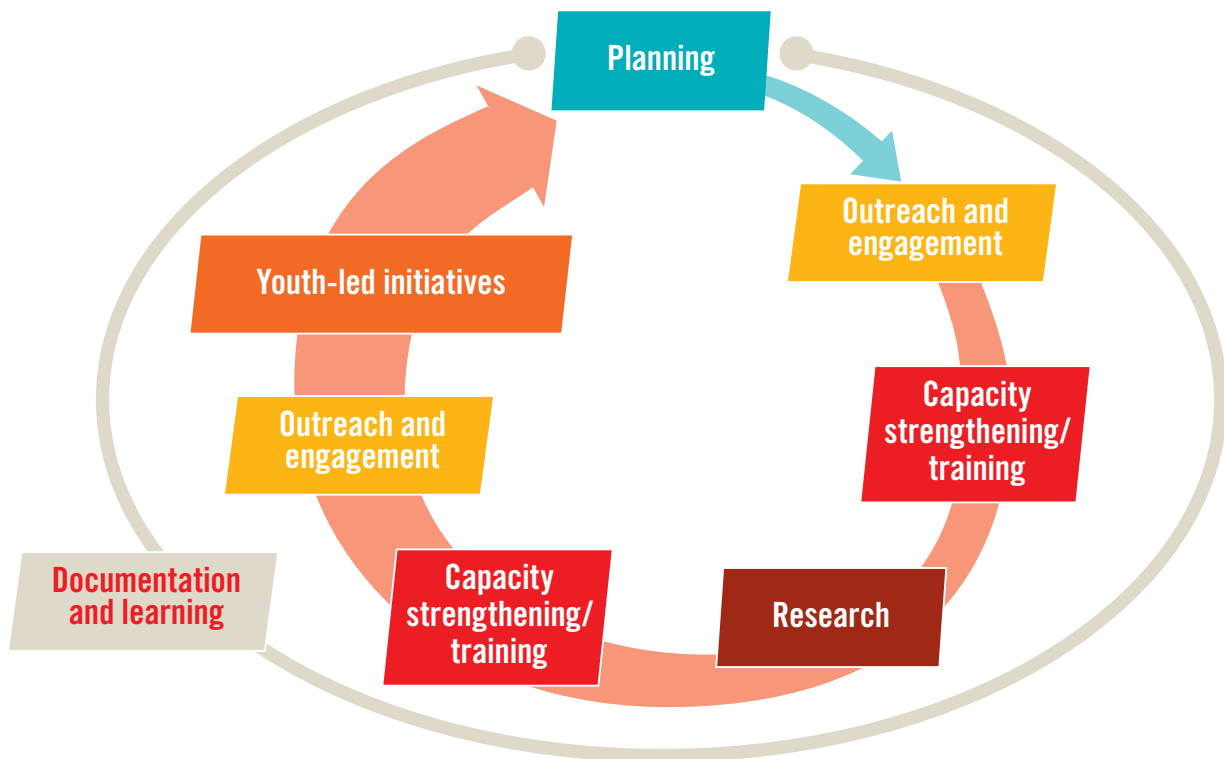 Planning
Outreach and
engagement
Capacity
strengthening/
training
Research
Capacity
strengthening/
training
Outreach and
engagement
Youth-led initiatives
Documentation
and learning